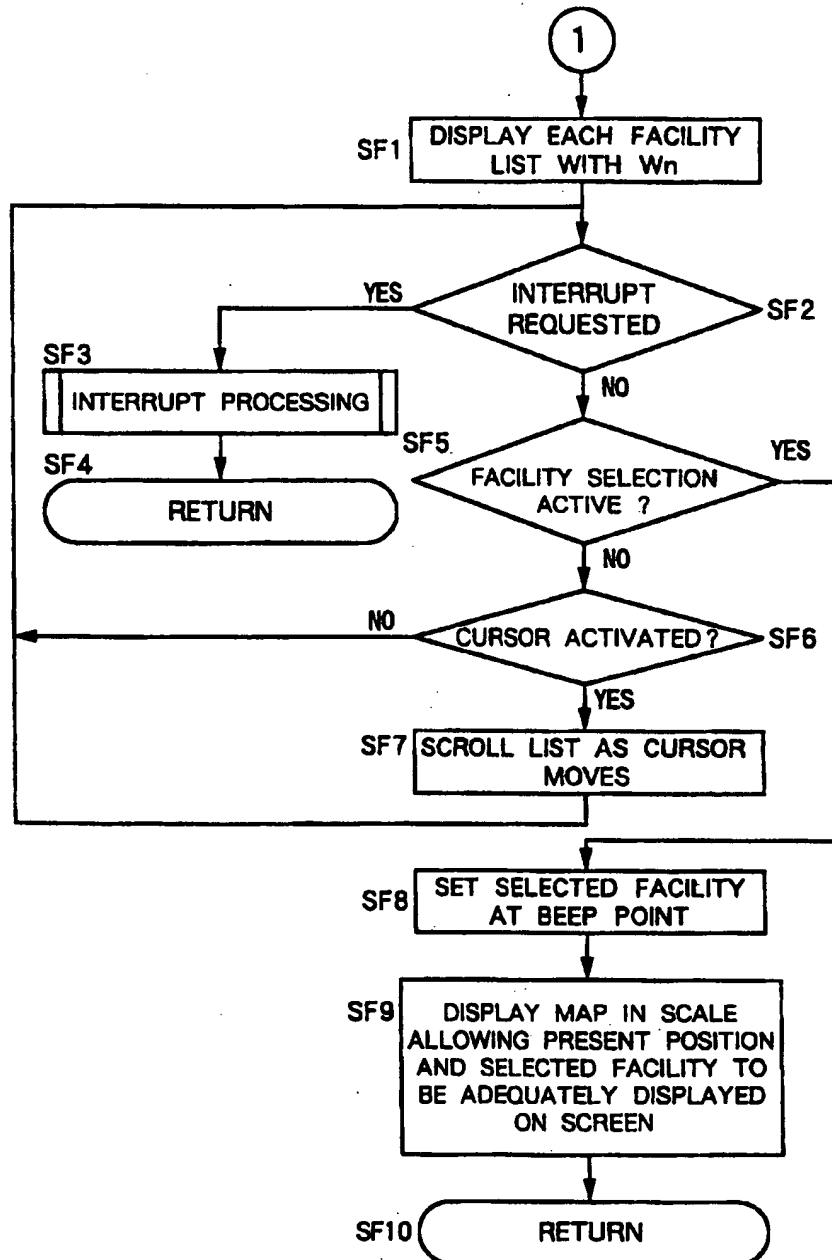 1
SF1
DISPLAY EACH FACILITY
LIST WITH Wn
YES
INTERRUPT
REQUESTED
SF2
SF3
NO
INTERRUPT PROCESSING
SF4
RETURN
SF5
YES
FACILITY SELECTION
ACTIVE ?
NO
NO
CURSOR ACTIVATED ?
SF6
YES
SF7
SCROLL LIST AS CURSOR
MOVES
SF8
SET SELECTED FACILITY
AT BEEP POINT
SF9
DISPLAY MAP IN SCALE
ALLOWING PRESENT POSITION
AND SELECTED FACILITY TO
BE ADEQUATELY DISPLAYED
ON SCREEN
SF10
RETURN